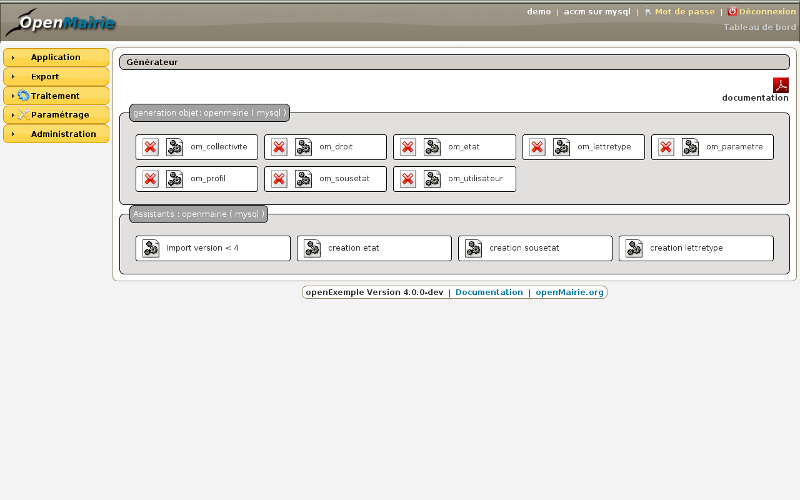 OpenMairie
demo | accm sur mysql | Mot de passe | Déconnexion
Tableau de bord
Application
Export
Traitement
Paramétrage
Administration
Générateur
documentation
generation objet: openmairie ( mysql )
om_collectivite
om_droit
om_etat
om_lettretype
om_parametre
om_profil
om_sousetat
om_utilisateur
Assistants : openmairie ( mysql )
import version < 4
creation etat
creation sousetat
creation lettretype
openExemple Version 4.0.0-dev | Documentation | openMairie.org